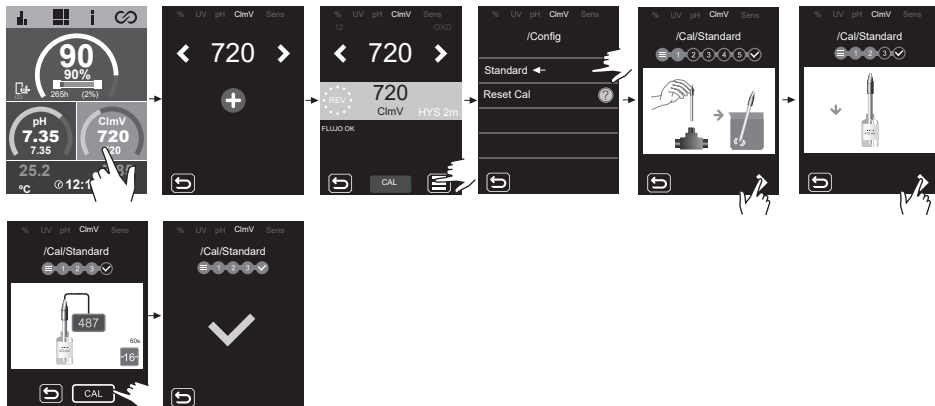 90
90%
265h (2%)
pH
7.35
7.35
ClmV
720
25.2
°C
% UV pH ClmV Sens
720
% UV pH ClmV Sens
12 OXD
720
REV
720
ClmV
HYS 2m
FLUJO OK
CAL
% UV pH ClmV Sens
/Config
Standard
Reset Cal ?
% UV pH ClmV Sens
/Cal/Standard
1 2 3 4 5
% UV pH ClmV Sens
/Cal/Standard
1 2 3
% UV pH ClmV Sens
/Cal/Standard
1 2 3
487
60s
-16-
CAL
% UV pH ClmV Sens
/Cal/Standard
1 2 3